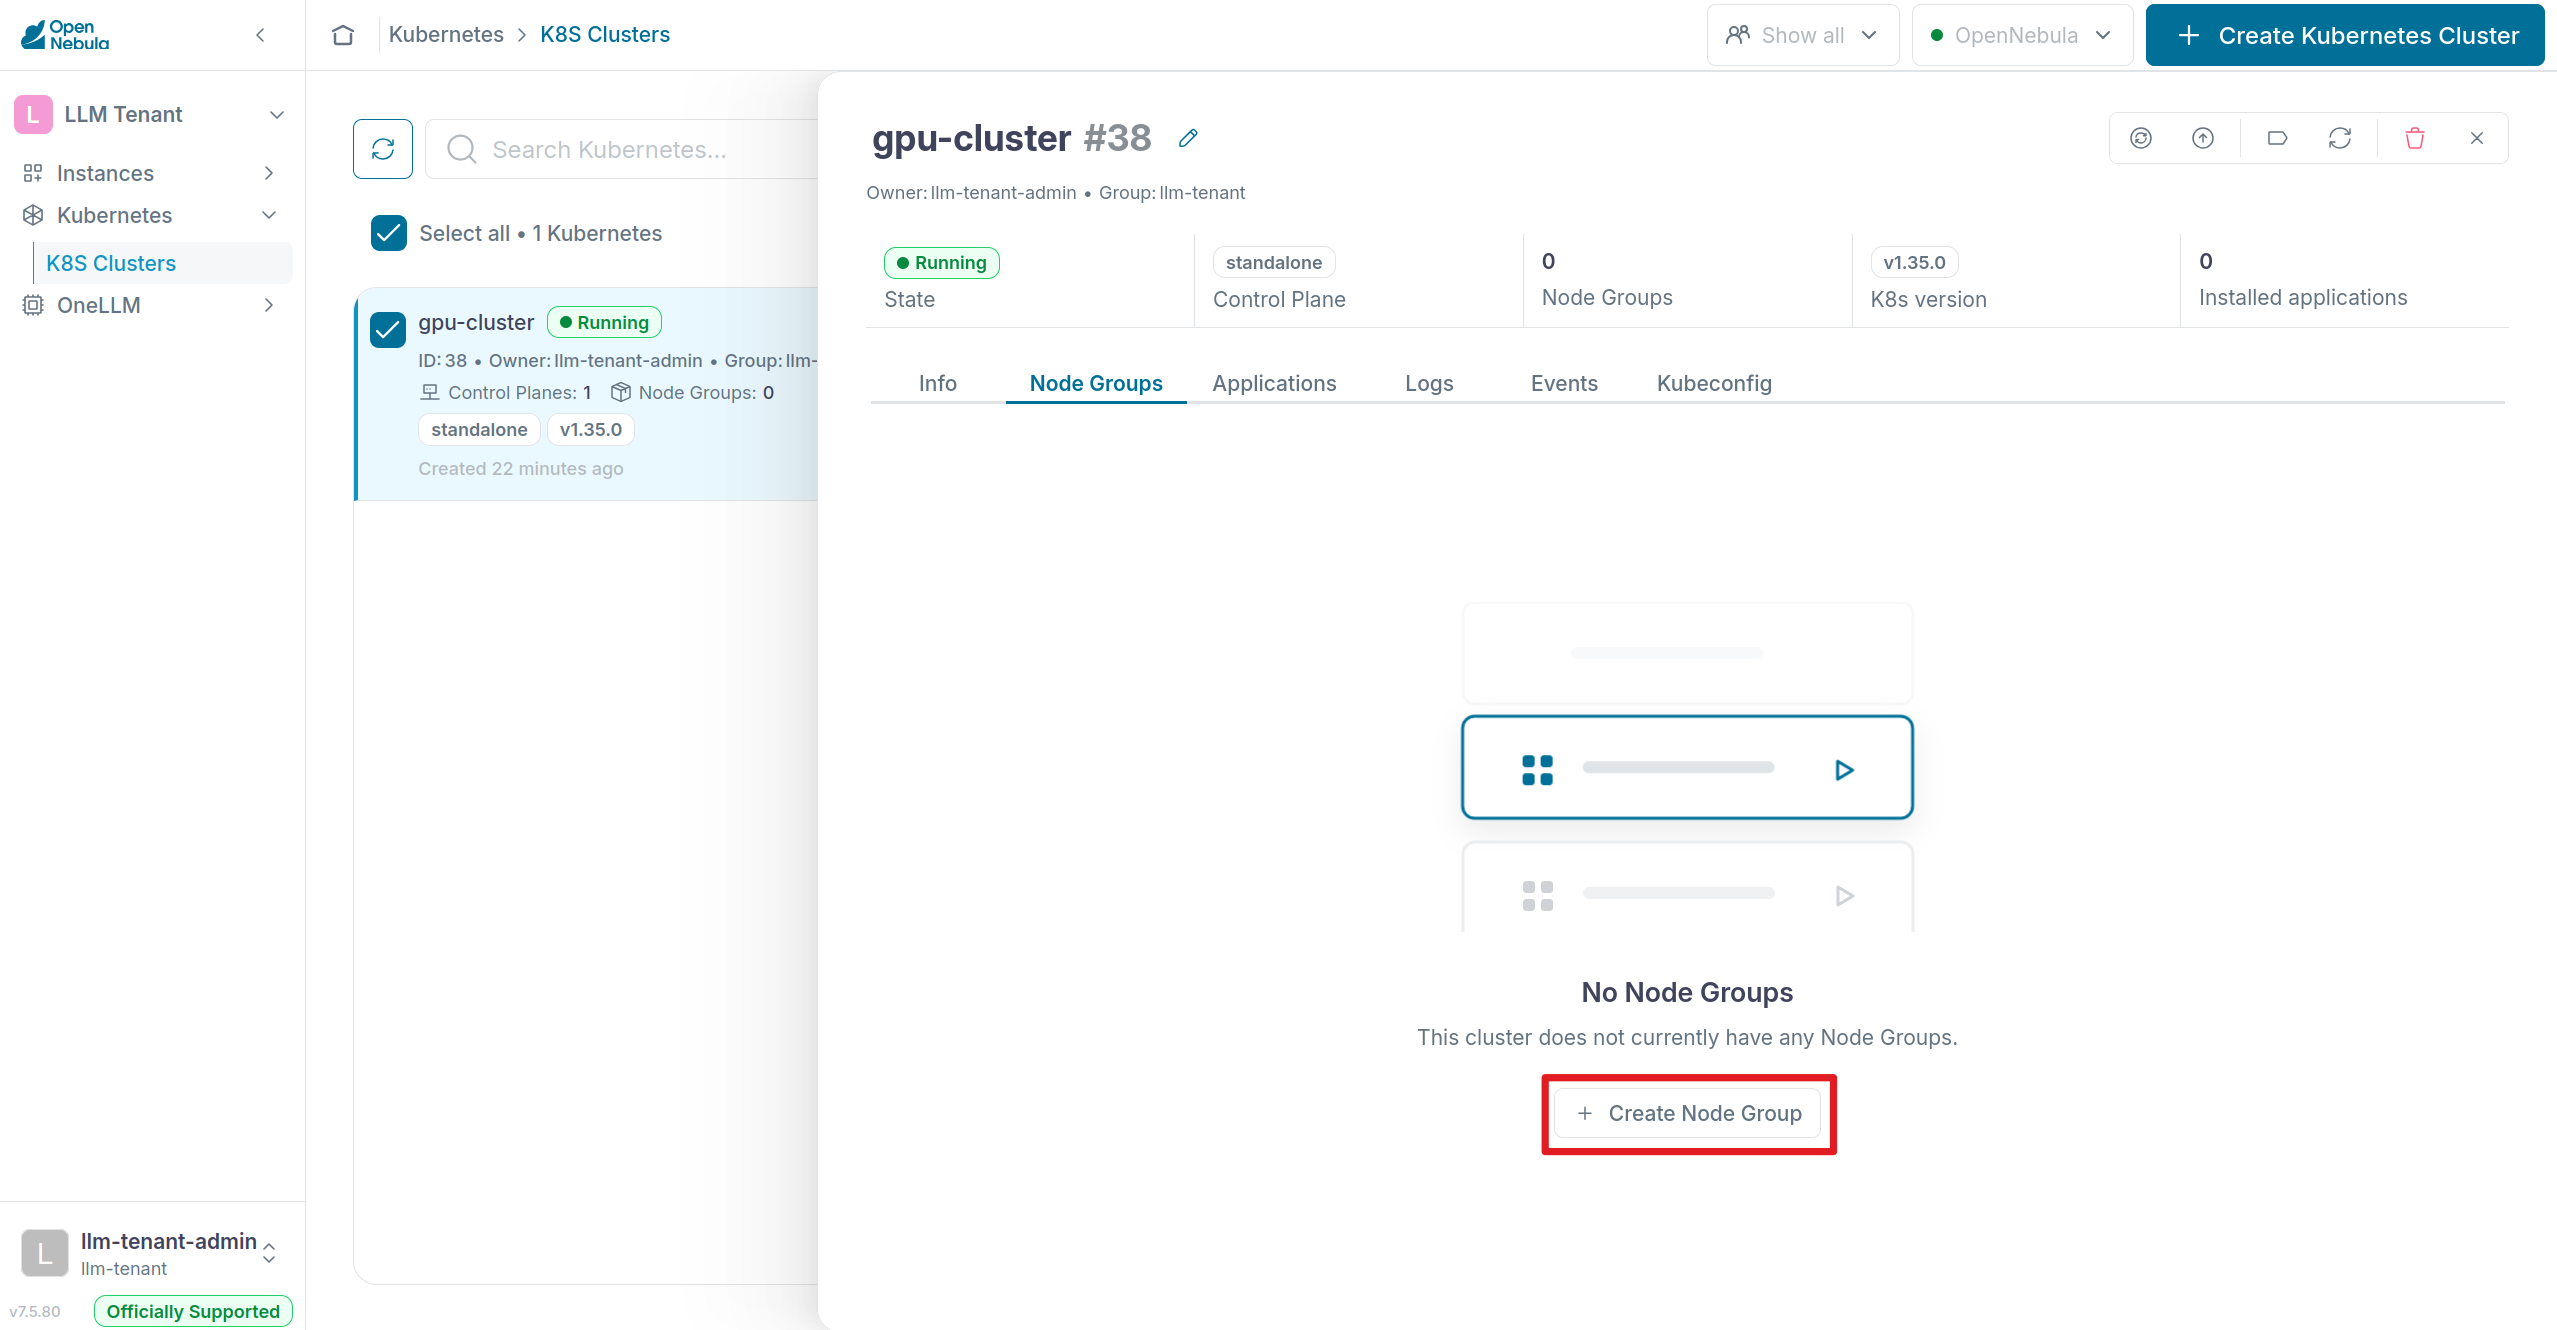 Open
Nebula
Kubernetes > K8S Clusters
Show all
OpenNebula
+ Create Kubernetes Cluster
L LLM Tenant
Instances
Kubernetes
K8S Clusters
OneLLM
Search Kubernetes...
Select all • 1 Kubernetes
gpu-cluster Running
ID: 38 • Owner: llm-tenant-admin • Group: llm-
Control Planes: 1 Node Groups: 0
standalone v1.35.0
Created 22 minutes ago
gpu-cluster #38
Owner: llm-tenant-admin • Group: llm-tenant
Running
State
standalone
Control Plane
0
Node Groups
v1.35.0
K8s version
0
Installed applications
Info Node Groups Applications Logs Events Kubeconfig
No Node Groups
This cluster does not currently have any Node Groups.
+ Create Node Group
L llm-tenant-admin
llm-tenant
v7.5.80 Officially Supported